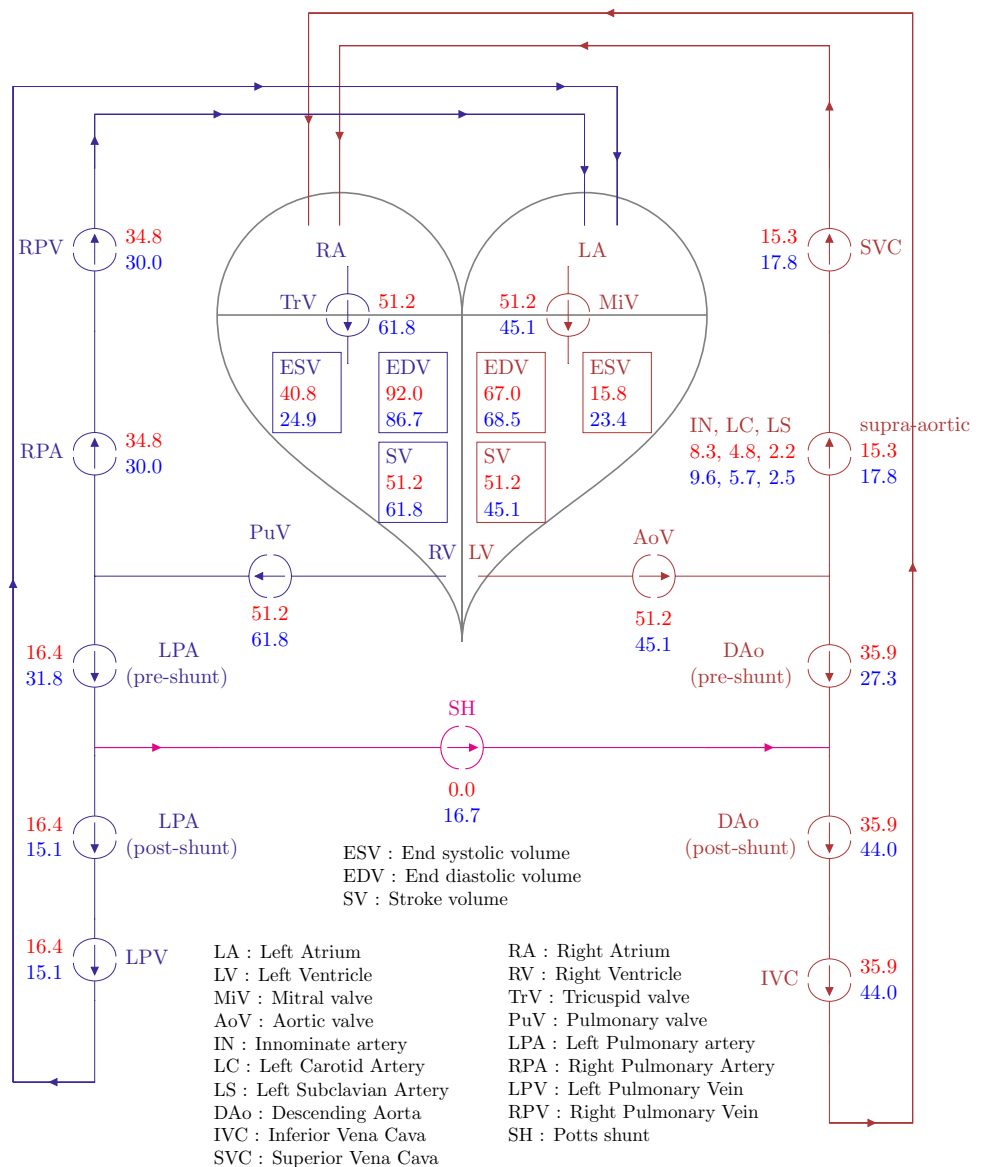 RA
LA
RPV
34.8
30.0
15.3
17.8
SVC
TrV
51.2
61.8
51.2
45.1
MiV
ESV
40.8
24.9
EDV
92.0
86.7
EDV
67.0
68.5
ESV
15.8
23.4
RPA
34.8
30.0
SV
51.2
61.8
SV
51.2
45.1
IN, LC, LS
8.3, 4.8, 2.2
9.6, 5.7, 2.5
supra-aortic
15.3
17.8
PuV
51.2
61.8
RV
LV
AoV
51.2
45.1
16.4
31.8
LPA
(pre-shunt)
DAo
(pre-shunt)
35.9
27.3
SH
0.0
16.7
16.4
15.1
LPA
(post-shunt)
DAo
(post-shunt)
35.9
44.0
ESV : End systolic volume
EDV : End diastolic volume
SV : Stroke volume
16.4
15.1
LPV
IVC
35.9
44.0
LA : Left Atrium
LV : Left Ventricle
MiV : Mitral valve
AoV : Aortic valve
IN : Innominate artery
LC : Left Carotid Artery
LS : Left Subclavian Artery
DAo : Descending Aorta
IVC : Inferior Vena Cava
SVC : Superior Vena Cava
RA : Right Atrium
RV : Right Ventricle
TrV : Tricuspid valve
PuV : Pulmonary valve
LPA : Left Pulmonary artery
RPA : Right Pulmonary Artery
LPV : Left Pulmonary Vein
RPV : Right Pulmonary Vein
SH : Potts shunt